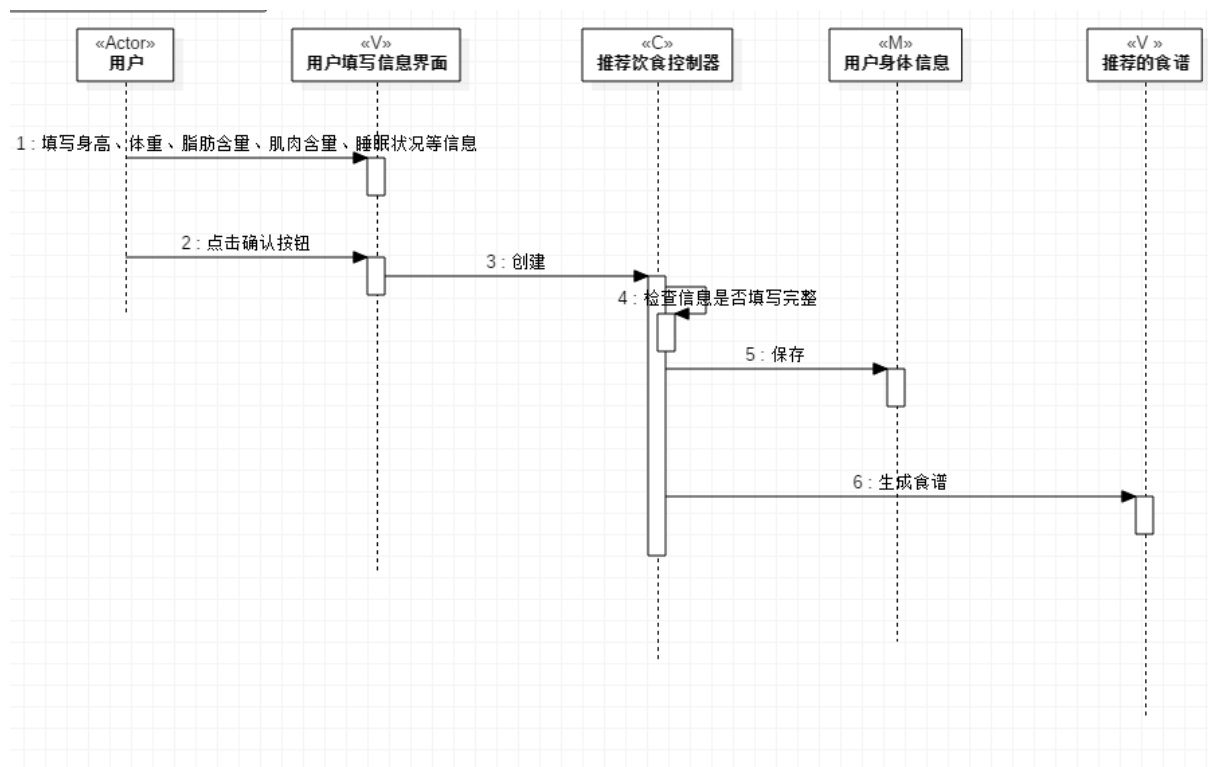 «Actor»
用户
«V»
用户填写信息界面
«C»
推荐饮食控制器
«M»
用户身体信息
«V »
推荐的食谱
1 : 填写身高、体重、脂肪含量、肌肉含量、睡眠状况等信息
2 : 点击确认按钮
3 : 创建
4 : 检查信息是否填写完整
5 : 保存
6 : 生成食谱